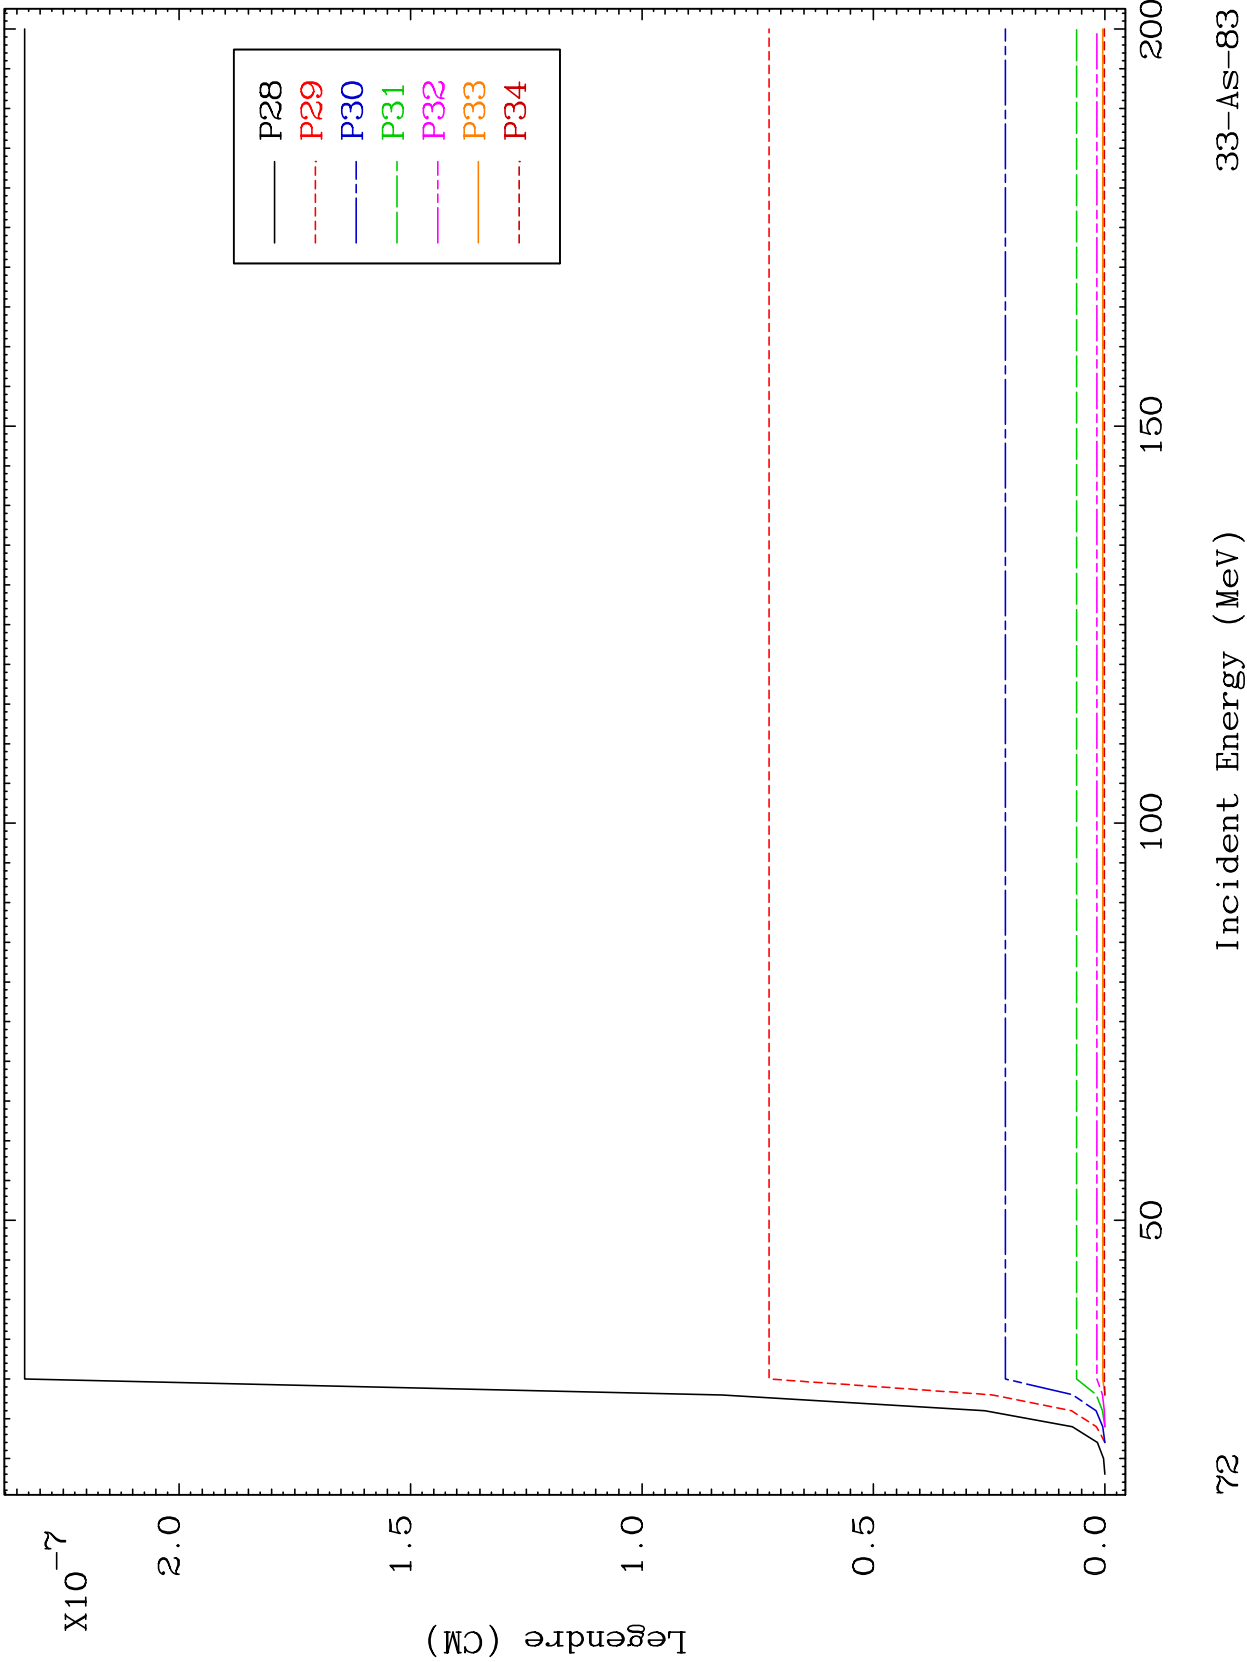 X10-7
2.0
1.5
1.0
0.5
0.0
Legendre (CM)
P28
P29
P30
P31
P32
P33
P34
50
100
150
200
Incident Energy (MeV)
72
33-As-83